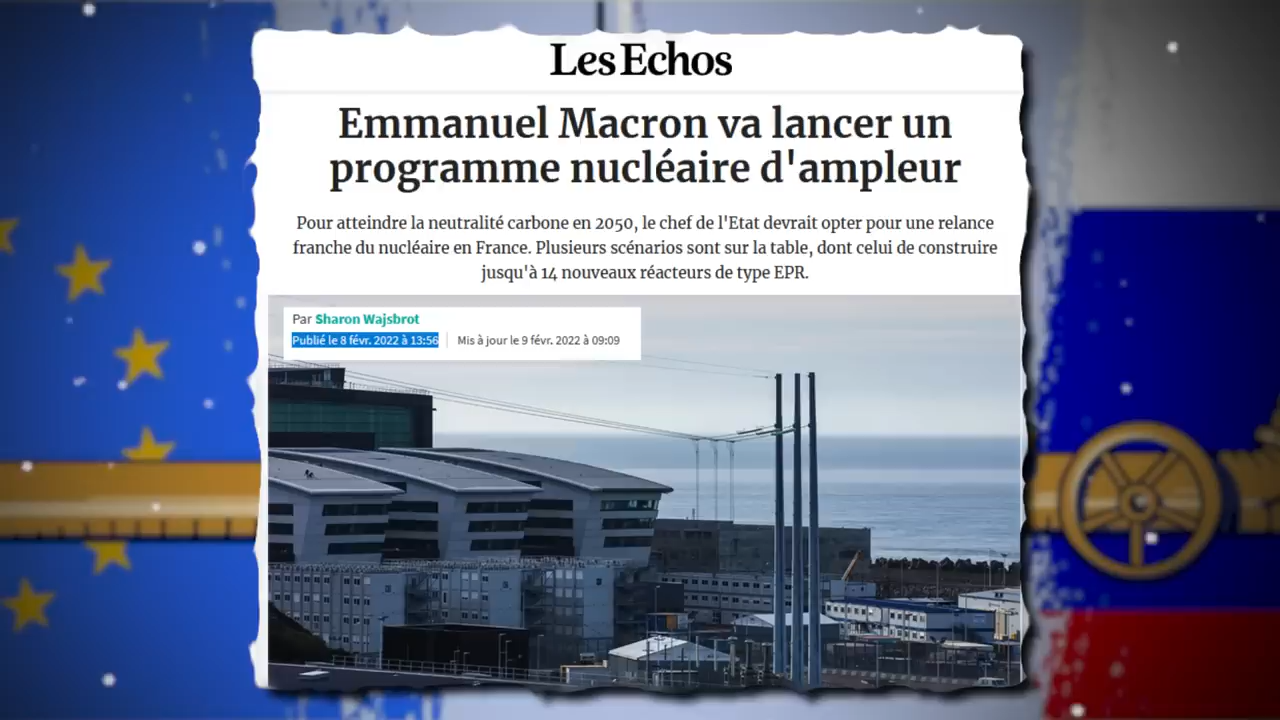 Les Echos
Emmanuel Macron va lancer un
programme nucléaire d'ampleur
Pour atteindre la neutralité carbone en 2050, le chef de l'Etat devrait opter pour une relance
franche du nucléaire en France. Plusieurs scénarios sont sur la table, dont celui de construire
jusqu'à 14 nouveaux réacteurs de type EPR.
Par Sharon Wajsbrot
Publié le 8 févr. 2022 à 13:56 Mis à jour le 9 févr. 2022 à 09:09